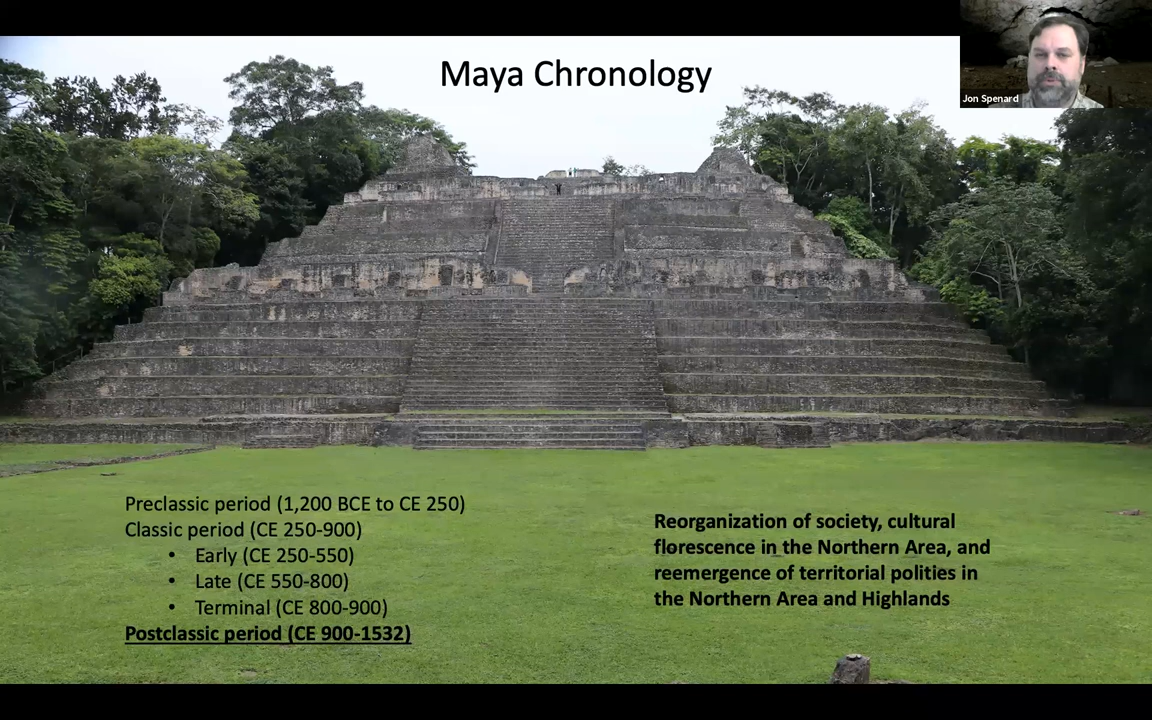 Maya Chronology
Jon Spenard
Preclassic period (1,200 BCE to CE 250)
Classic period (CE 250-900)
• Early (CE 250-550)
• Late (CE 550-800)
• Terminal (CE 800-900)
Postclassic period (CE 900-1532)
Reorganization of society, cultural
florescence in the Northern Area, and
reemergence of territorial polities in
the Northern Area and Highlands